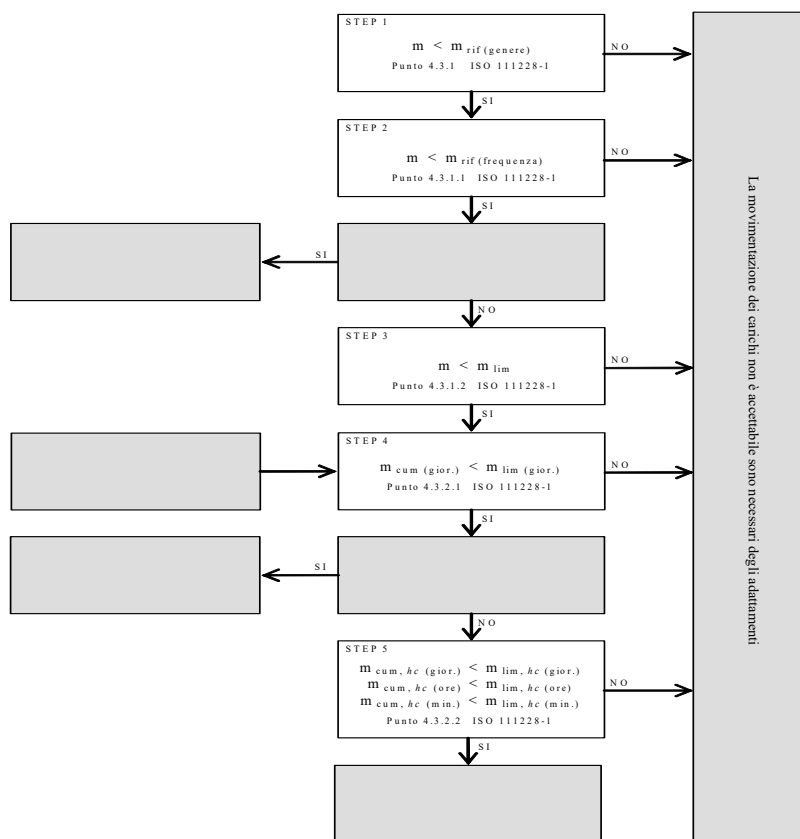 STEP 1
m < m rif (genere)
Punto 4.3.1 ISO 111228-1
NO
SI
STEP 2
m < m rif (frequenza)
Punto 4.3.1.1 ISO 111228-1
NO
SI
SI
NO
STEP 3
m < m lim
Punto 4.3.1.2 ISO 111228-1
NO
SI
STEP 4
m cum (gior.) < m lim (gior.)
Punto 4.3.2.1 ISO 111228-1
NO
SI
SI
NO
STEP 5
m cum, hc (gior.) < m lim, hc (gior.)
m cum, hc (ore) < m lim, hc (ore)
m cum, hc (min.) < m lim, hc (min.)
Punto 4.3.2.2 ISO 111228-1
NO
SI
La movimentazione dei carichi non è accettabile sono necessari degli adattamenti